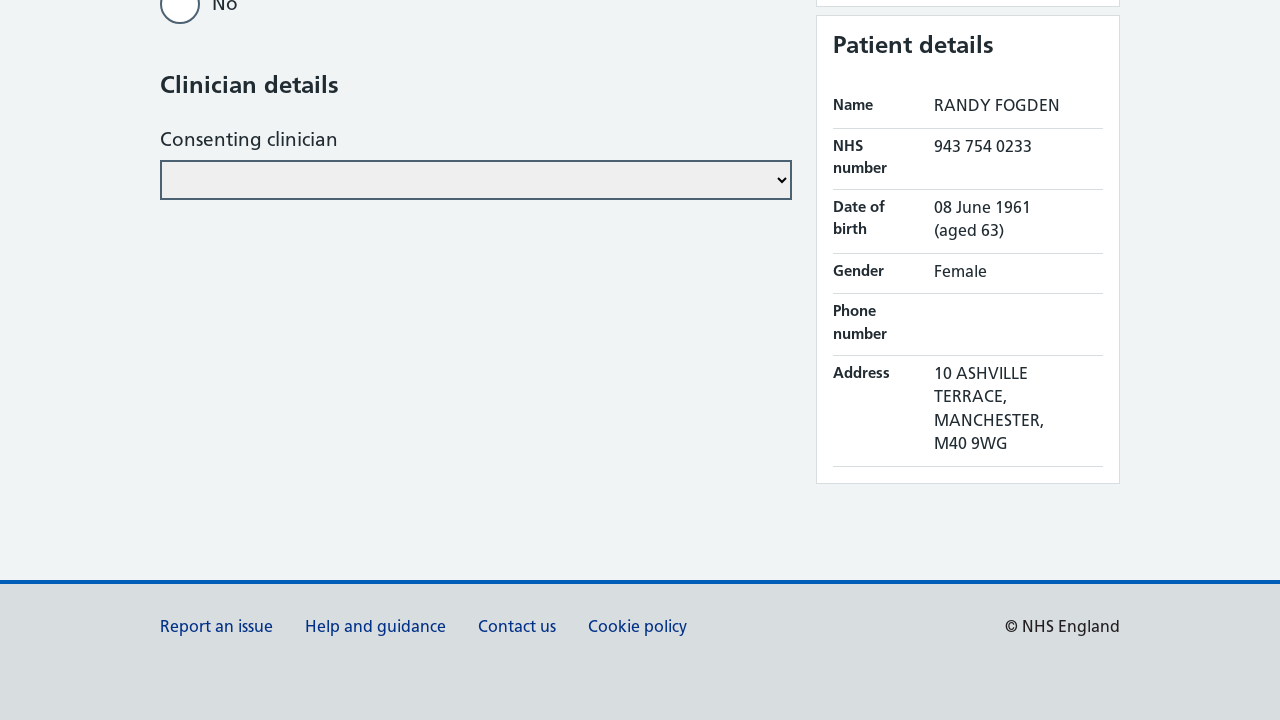 No
Clinician details
Consenting clinician
Patient details
Name RANDY FOGDEN
NHS number 943 754 0233
Date of birth 08 June 1961
(aged 63)
Gender Female
Phone number
Address 10 ASHVILLE
TERRACE,
MANCHESTER,
M40 9WG
Report an issue Help and guidance Contact us Cookie policy © NHS England